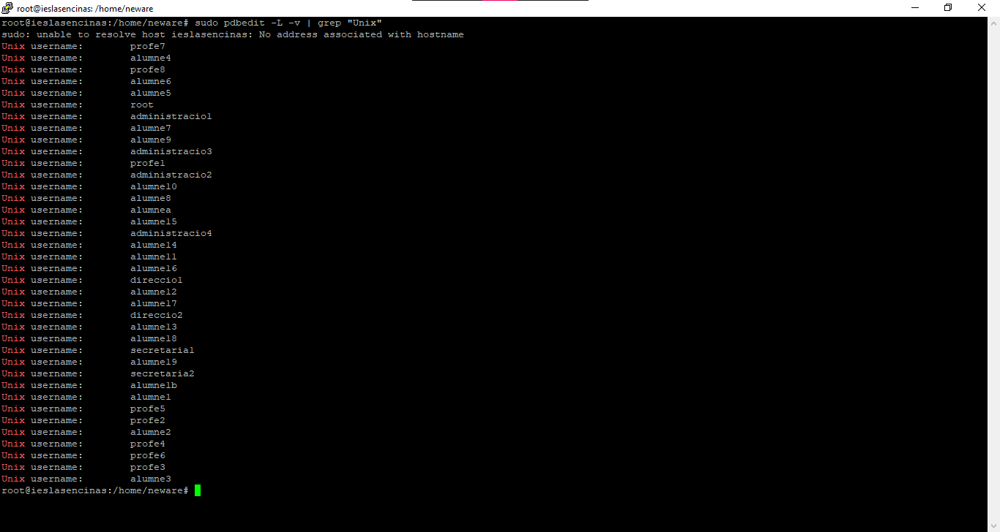 root@ieslasencinas: /home/neware
root@ieslasencinas:/home/neware# sudo pdbedit -L -v | grep "Unix"
sudo: unable to resolve host ieslasencinas: No address associated with hostname
Unix username: profe7
Unix username: alumne4
Unix username: profe8
Unix username: alumne6
Unix username: alumne5
Unix username: root
Unix username: administracio1
Unix username: alumne7
Unix username: alumne9
Unix username: administracio3
Unix username: profe1
Unix username: administracio2
Unix username: alumne10
Unix username: alumne8
Unix username: alumnea
Unix username: alumne15
Unix username: administracio4
Unix username: alumne14
Unix username: alumne11
Unix username: alumne16
Unix username: direccio1
Unix username: alumne12
Unix username: alumne17
Unix username: direccio2
Unix username: alumne13
Unix username: alumne18
Unix username: secretaria1
Unix username: alumne19
Unix username: secretaria2
Unix username: alumne1b
Unix username: alumne1
Unix username: profe5
Unix username: profe2
Unix username: alumne2
Unix username: profe4
Unix username: profe6
Unix username: profe3
Unix username: alumne3
root@ieslasencinas:/home/neware#